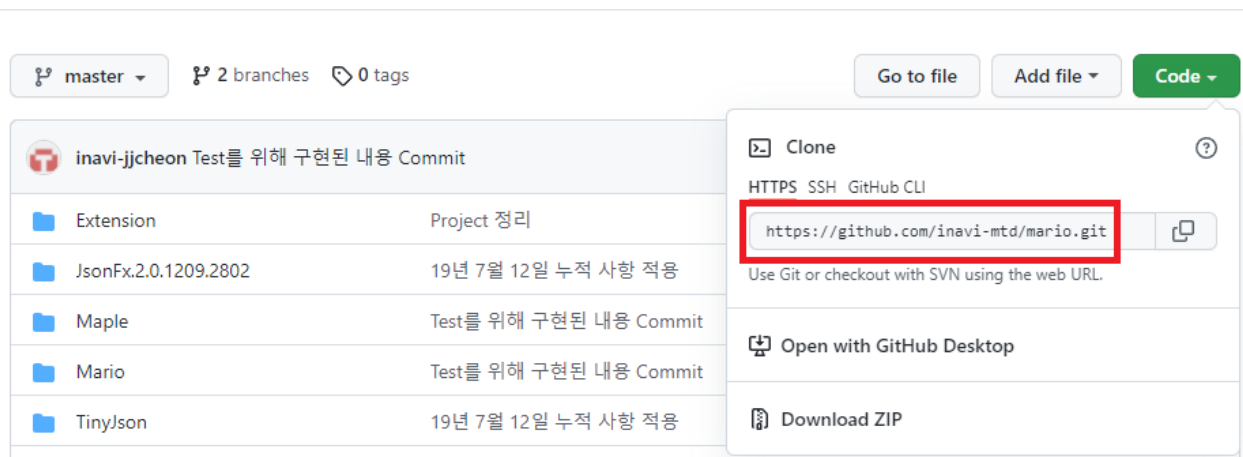 master
2 branches
0 tags
Go to file
Add file
Code
inavi-jjcheon Test를 위해 구현된 내용 Commit
Extension Project 정리
JsonFx.2.0.1209.2802 19년 7월 12일 누적 사항 적용
Maple Test를 위해 구현된 내용 Commit
Mario Test를 위해 구현된 내용 Commit
TinyJson 19년 7월 12일 누적 사항 적용
Clone
HTTPS SSH GitHub CLI
https://github.com/inavi-mtd/mario.git
Use Git or checkout with SVN using the web URL.
Open with GitHub Desktop
Download ZIP